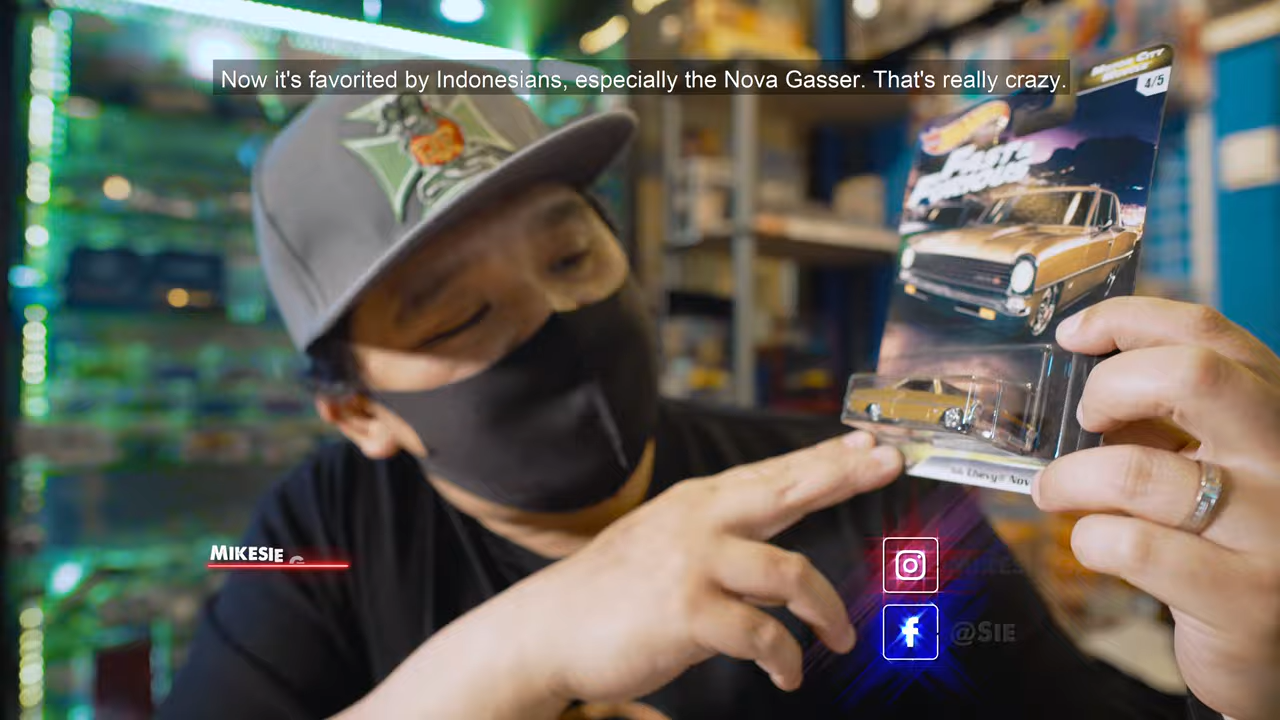 Now it's favorited by Indonesians, especially the Nova Gasser. That's really crazy.
4/5
FAST &
FURIOUS
MIKESIE
@SIE